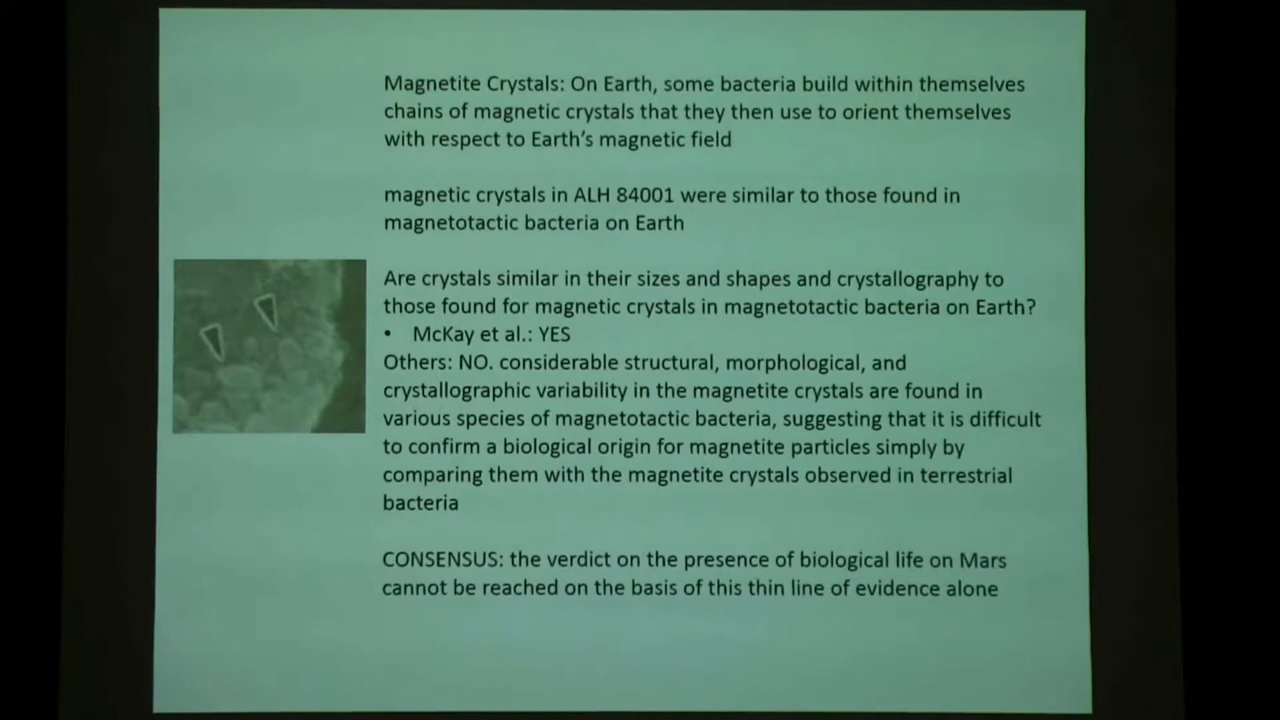 Magnetite Crystals: On Earth, some bacteria build within themselves
chains of magnetic crystals that they then use to orient themselves
with respect to Earth's magnetic field
magnetic crystals in ALH 84001 were similar to those found in
magnetotactic bacteria on Earth
Are crystals similar in their sizes and shapes and crystallography to
those found for magnetic crystals in magnetotactic bacteria on Earth?
• McKay et al.: YES
Others: NO. considerable structural, morphological, and
crystallographic variability in the magnetite crystals are found in
various species of magnetotactic bacteria, suggesting that it is difficult
to confirm a biological origin for magnetite particles simply by
comparing them with the magnetite crystals observed in terrestrial
bacteria
CONSENSUS: the verdict on the presence of biological life on Mars
cannot be reached on the basis of this thin line of evidence alone